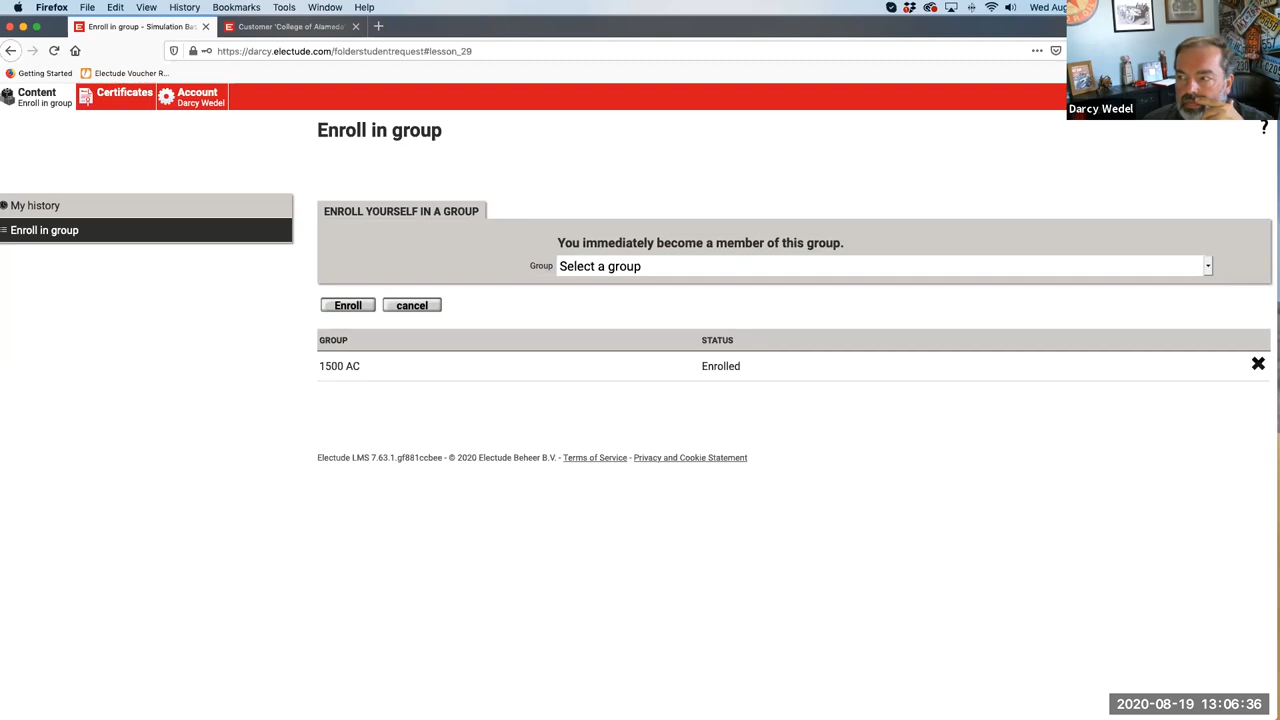 Firefox File Edit View History Bookmarks Tools Window Help Wed Aug
Enroll in group - Simulation Bas Customer 'College of Alameda'
https://darcy.electude.com/folderstudentrequest#lesson_29
Getting Started Electude Voucher R...
Content
Enroll in group
Certificates
Account
Darcy Wedel
Darcy Wedel
Enroll in group
?
My history
Enroll in group
ENROLL YOURSELF IN A GROUP
You immediately become a member of this group.
Group Select a group
Enroll cancel
GROUP STATUS
1500 AC Enrolled
Electude LMS 7.63.1.gf881ccbee - © 2020 Electude Beheer B.V. - Terms of Service - Privacy and Cookie Statement
2020-08-19 13:06:36